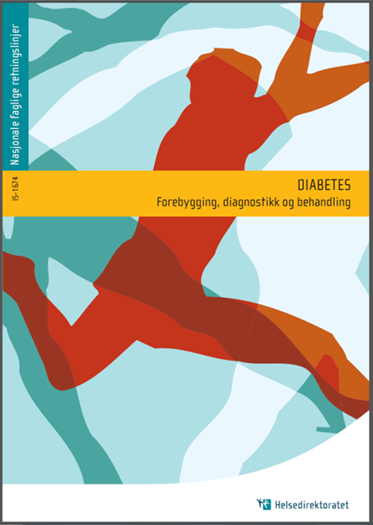 Nasjonale faglige retningslinjer
IS-1674
DIABETES
Forebygging, diagnostikk og behandling
Helsedirektoratet